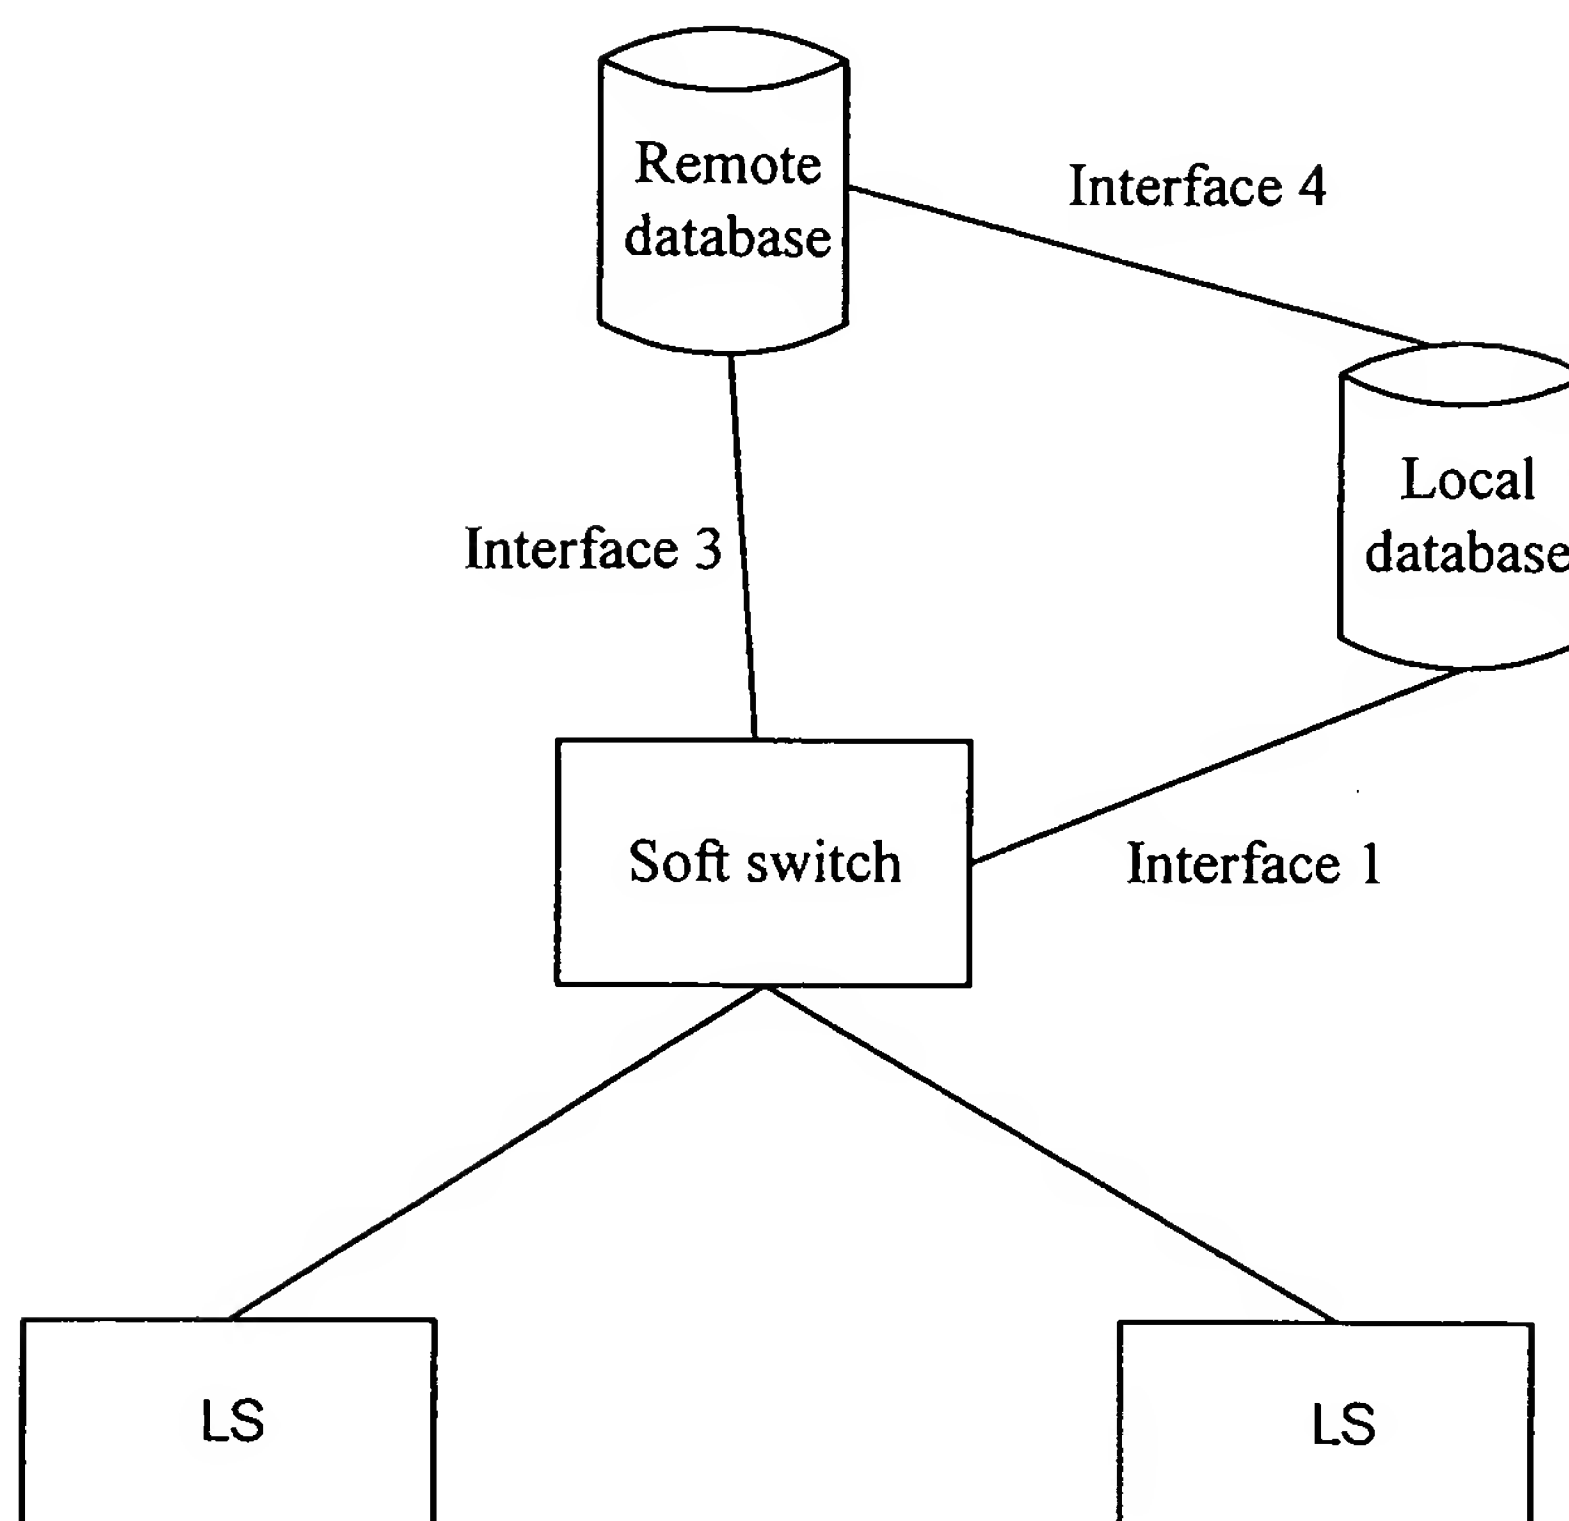 Remote
database
Interface 4
Local
database
Interface 3
Soft switch
Interface 1
LS
LS